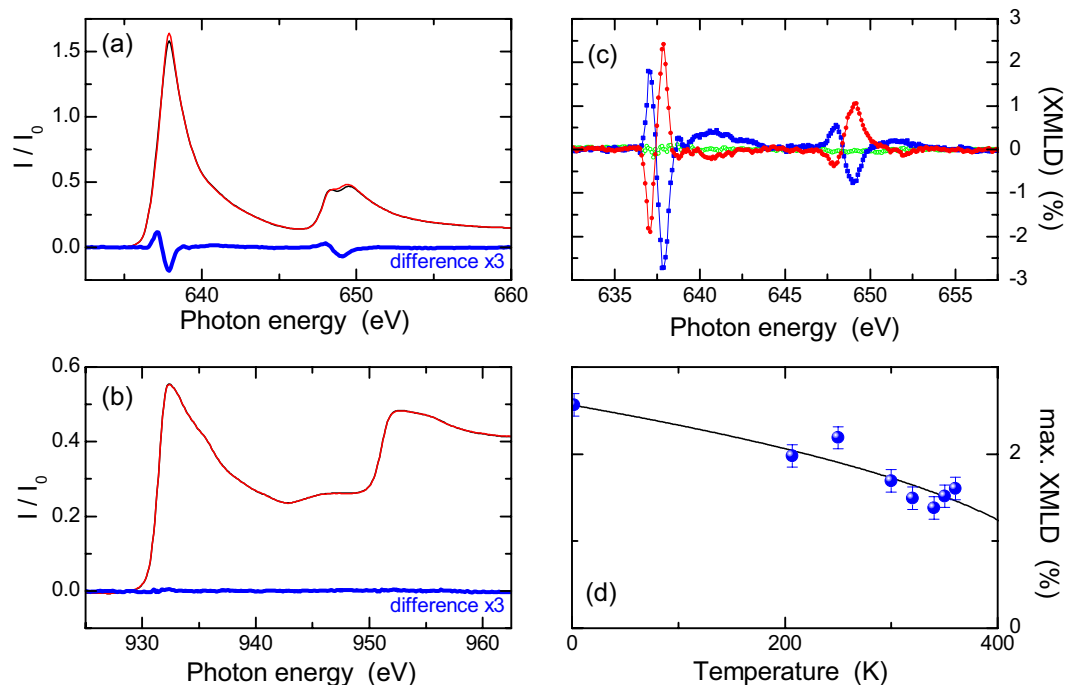 (a)
1.5
1.0
0.5
0.0
I / I0
difference x3
640
650
660
Photon energy (eV)
(c)
3
2
1
0
-1
-2
-3
(XMLD) (%)
635
640
645
650
655
Photon energy (eV)
(b)
0.6
0.4
0.2
0.0
I / I0
difference x3
930
940
950
960
Photon energy (eV)
(d)
2
0
max. XMLD (%)
0
200
400
Temperature (K)